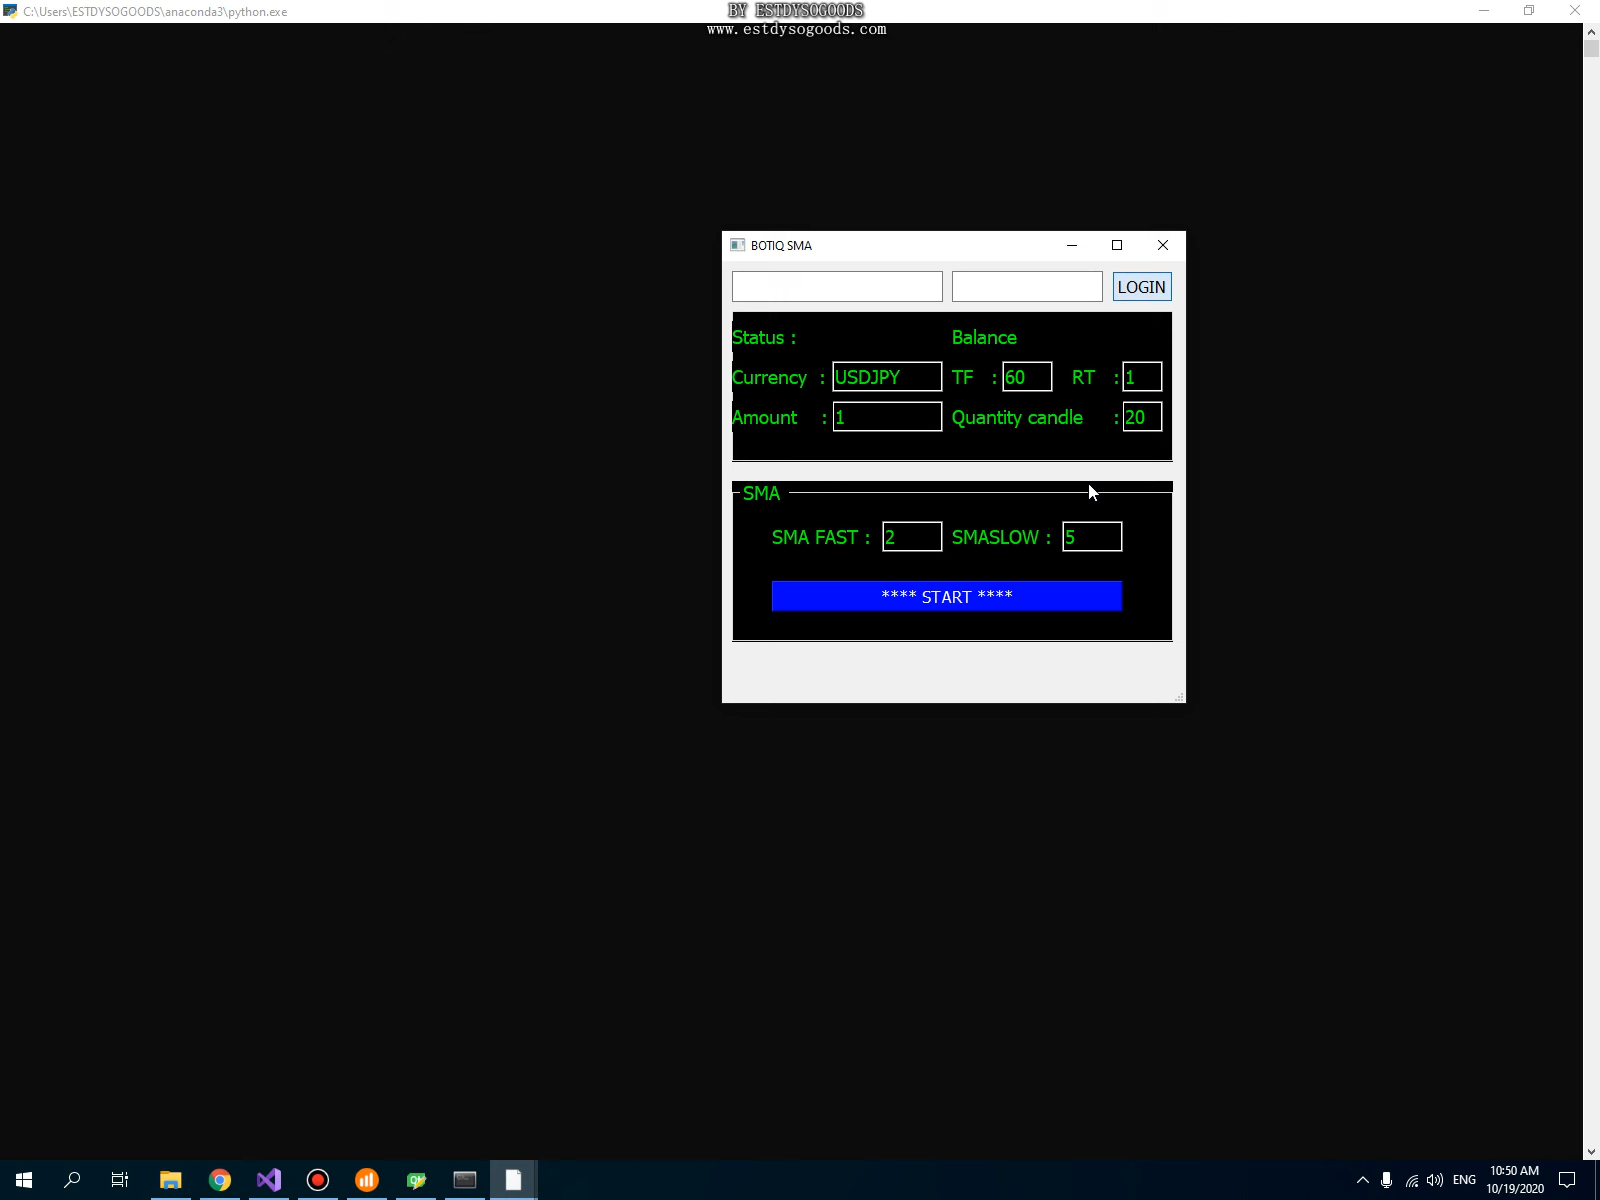 C:\Users\ESTDYSOGOODS\anaconda3\python.exe
BY ESTDYSOGOODS
www.estdysogoods.com
BOTIQ SMA
LOGIN
Status :
Balance
Currency : USDJPY TF : 60 RT : 1
Amount : 1 Quantity candle : 20
SMA
SMA FAST : 2 SMASLOW : 5
**** START ****
ENG
10:50 AM
10/19/2020